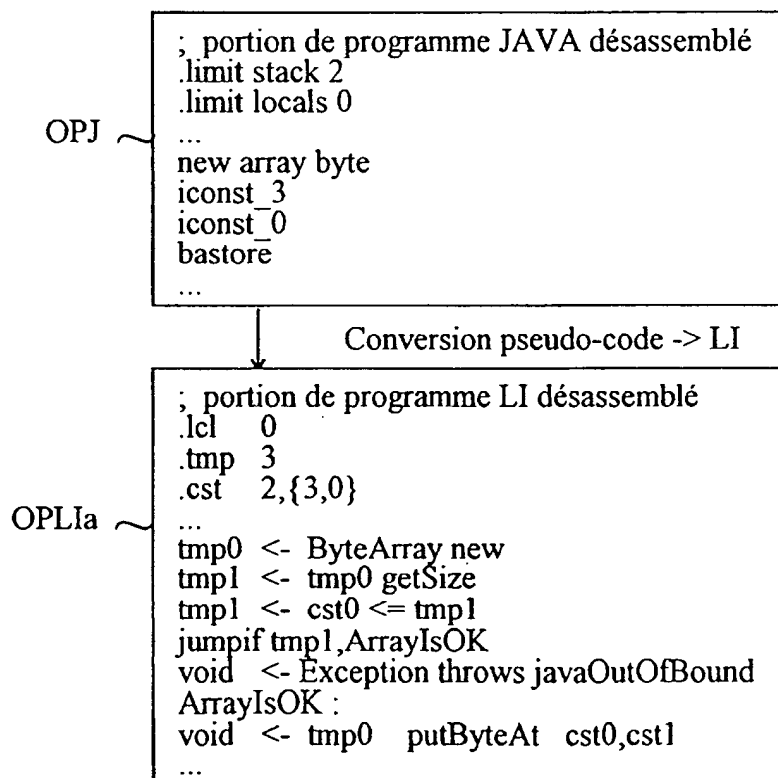 ; portion de programme JAVA désassemblé
.limit stack 2
.limit locals 0
...
OPJ
new array byte
iconst_3
iconst_0
bastore
...
Conversion pseudo-code -> LI
; portion de programme LI désassemblé
.lcl 0
.tmp 3
.cst 2,{3,0}
OPLIa
...
tmp0 <- ByteArray new
tmp1 <- tmp0 getSize
tmp1 <- cst0 <= tmp1
jumpif tmp1,ArrayIsOK
void <- Exception throws javaOutOfBound
ArrayIsOK :
void <- tmp0 putByteAt cst0,cst1
...